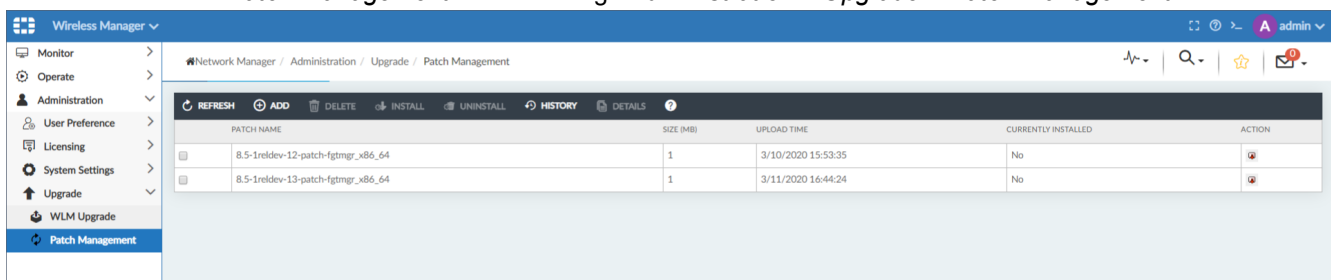 Wireless Manager
admin
A
Monitor
Operate
Administration
User Preference
Licensing
System Settings
Upgrade
WLM Upgrade
Patch Management
Network Manager / Administration / Upgrade / Patch Management
0
REFRESH ADD DELETE INSTALL UNINSTALL HISTORY DETAILS ?
PATCH NAME SIZE (MB) UPLOAD TIME CURRENTLY INSTALLED ACTION
8.5-1reldev-12-patch-fgtmgr_x86_64 1 3/10/2020 15:53:35 No
8.5-1reldev-13-patch-fgtmgr_x86_64 1 3/11/2020 16:44:24 No